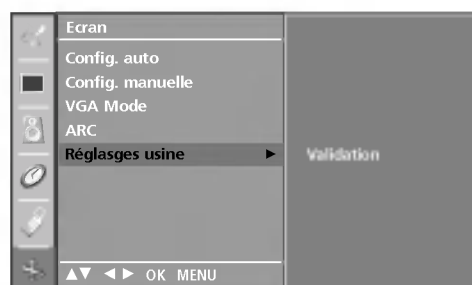 Ecran
Config. auto
Config. manuelle
VGA Mode
ARC
Réglasges usine ►
Validation
▲▼ ◄ ► OK MENU